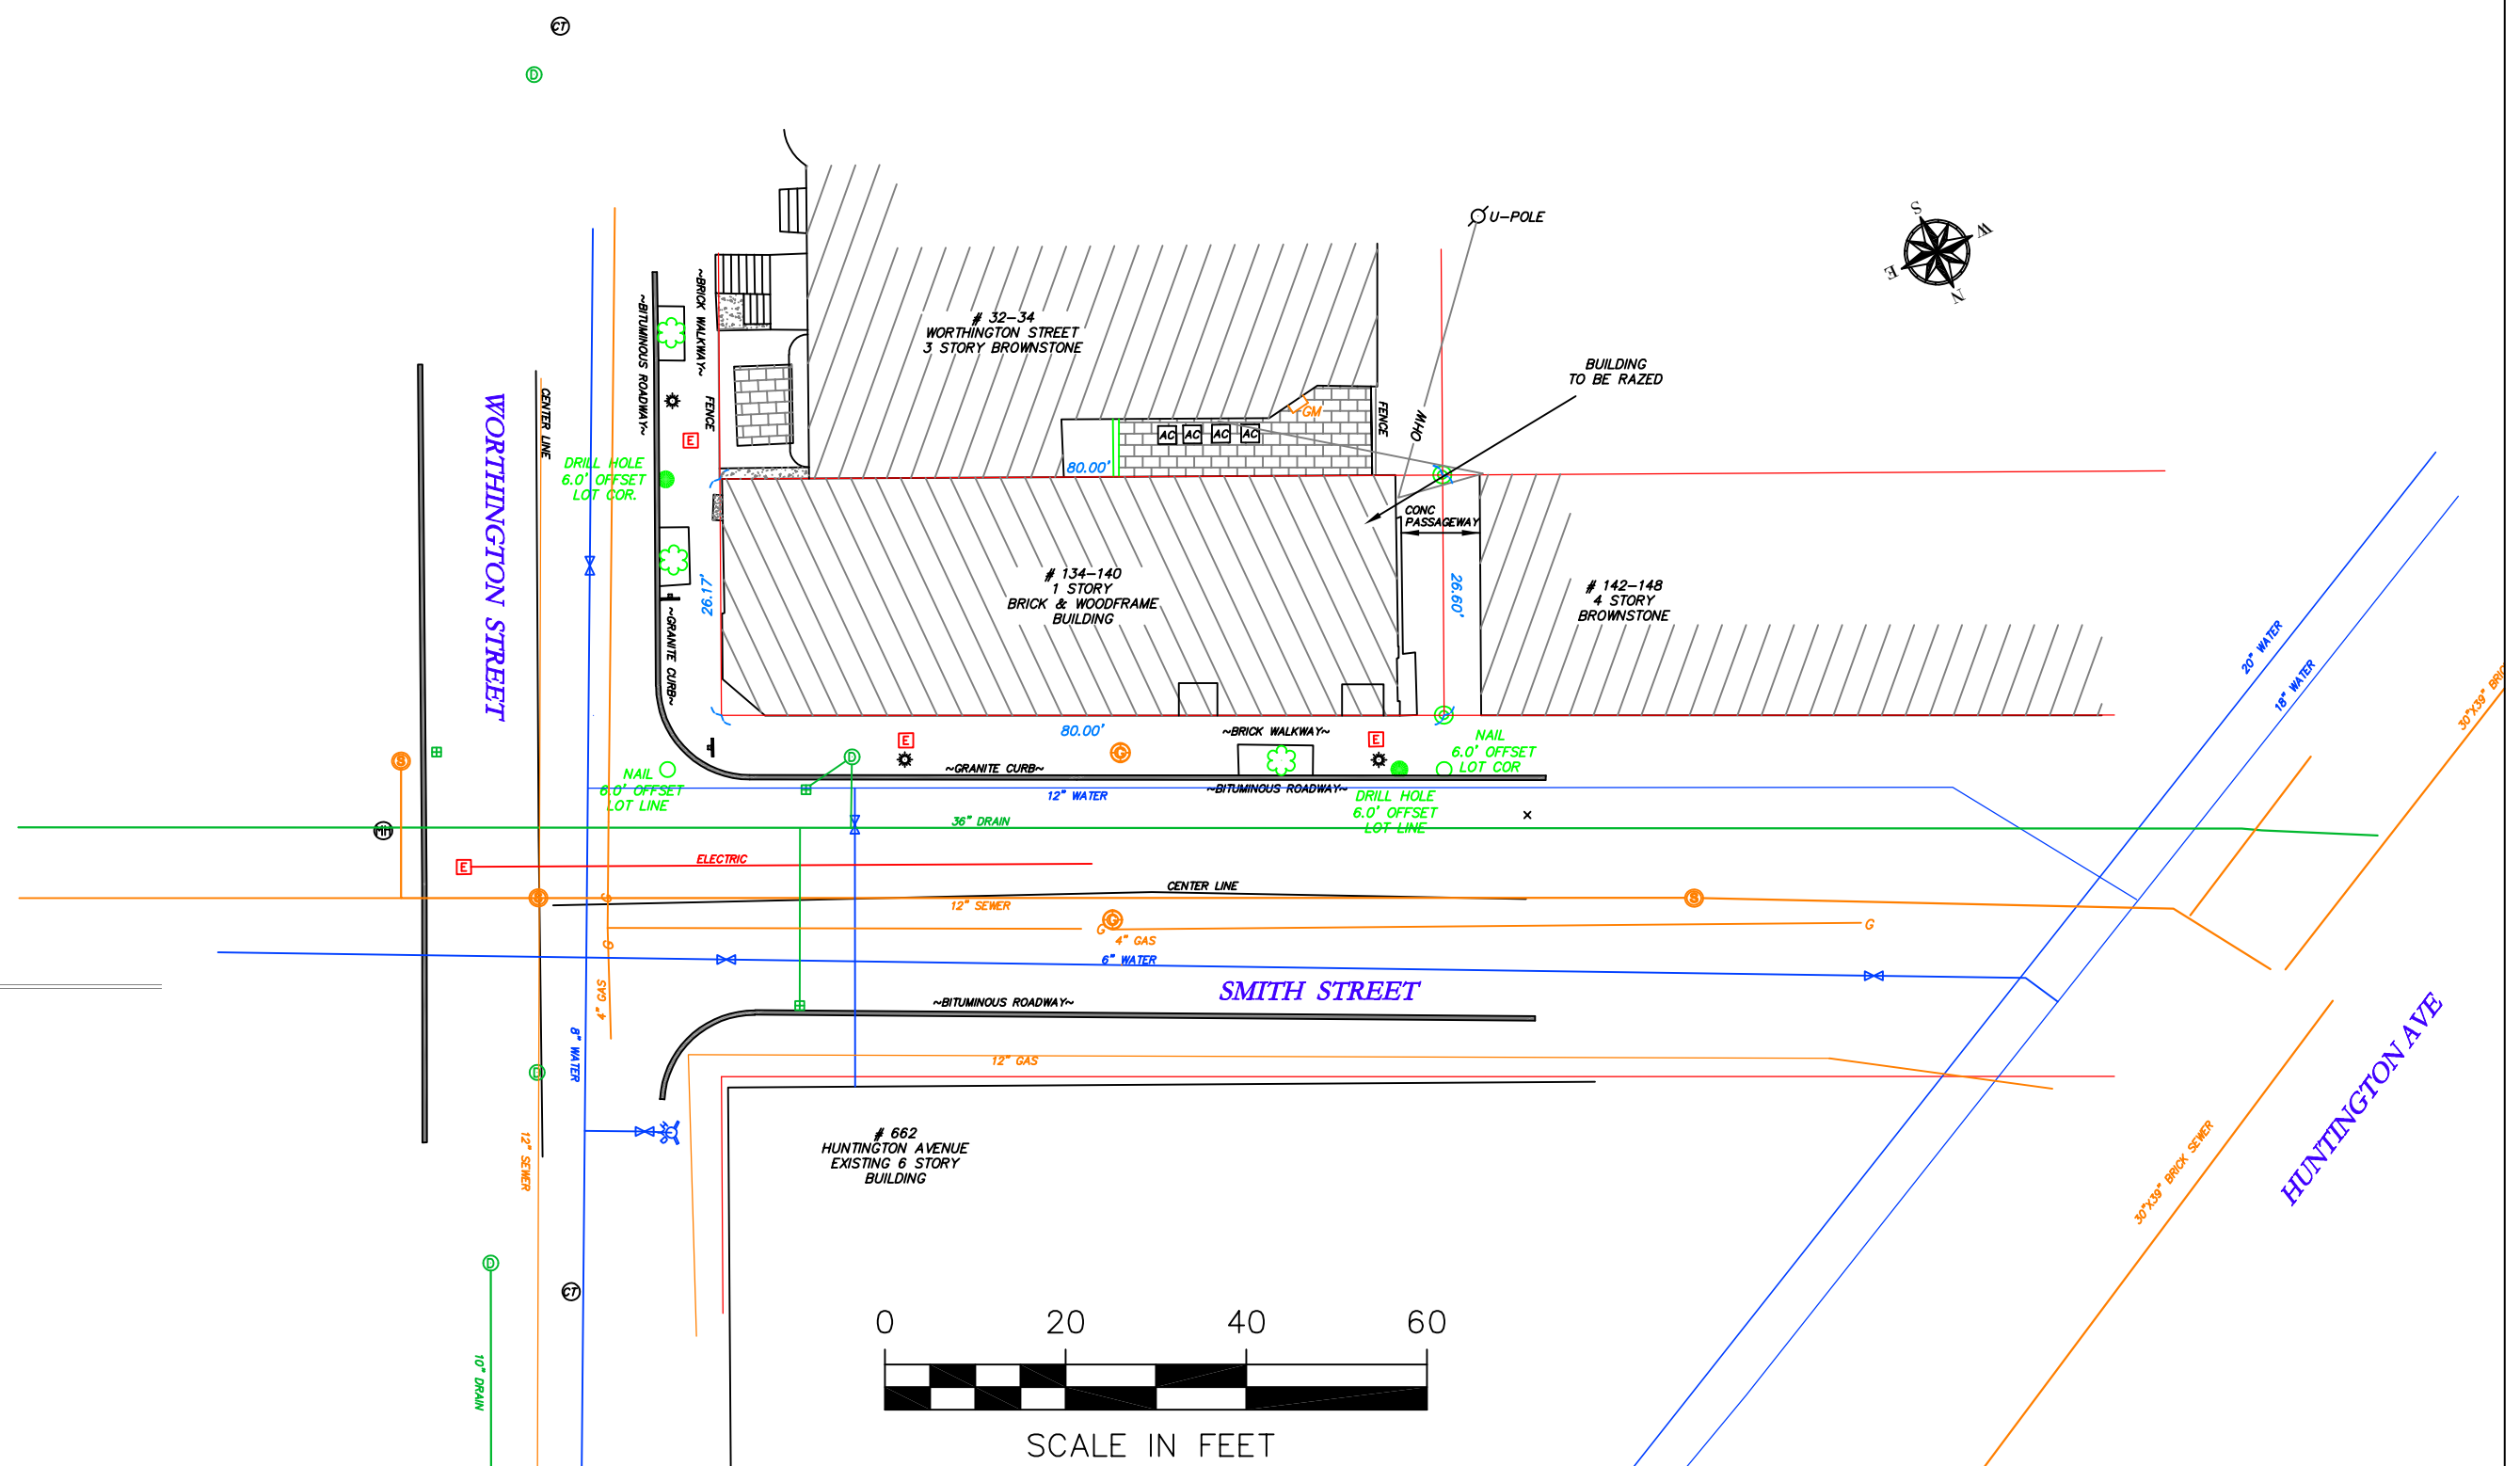 CT
D
S
W
E
N
U-POLE
~BRICK WALKWAY~
~BITUMINOUS ROADWAY~
# 32-34
WORTHINGTON STREET
3 STORY BROWNSTONE
BUILDING
TO BE RAZED
WORTHINGTON STREET
CENTER LINE
FENCE
E
GM
AC
AC
AC
AC
FENCE
OHW
DRILL HOLE
6.0' OFFSET
LOT COR.
80.00'
CONC
PASSAGEWAY
26.17'
# 134-140
1 STORY
BRICK & WOODFRAME
BUILDING
26.60'
# 142-148
4 STORY
BROWNSTONE
~GRANITE CURB~
20" WATER
18" WATER
30"X39" BRIC
80.00'
~BRICK WALKWAY~
E
G
E
NAIL
6.0' OFFSET
LOT COR
S
D
NAIL
6.0' OFFSET
LOT LINE
~GRANITE CURB~
~BITUMINOUS ROADWAY~
12" WATER
DRILL HOLE
6.0' OFFSET
LOT LINE
MH
36" DRAIN
E
ELECTRIC
CENTER LINE
S
G
12" SEWER
S
G
G
G
4" GAS
G
6" WATER
4" GAS
SMITH STREET
~BITUMINOUS ROADWAY~
8" WATER
12" GAS
D
HUNTINGTON AVE
12" SEWER
HYD
# 662
HUNTINGTON AVENUE
EXISTING 6 STORY
BUILDING
30"X39" BRICK SEWER
D
CT
10" DRAIN
0 20 40 60
SCALE IN FEET